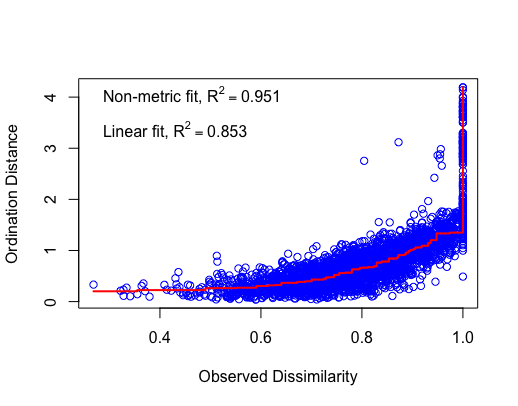 Non-metric fit, R² = 0.951
Linear fit, R² = 0.853
Ordination Distance
4
3
2
1
0
0.4 0.6 0.8 1.0
Observed Dissimilarity